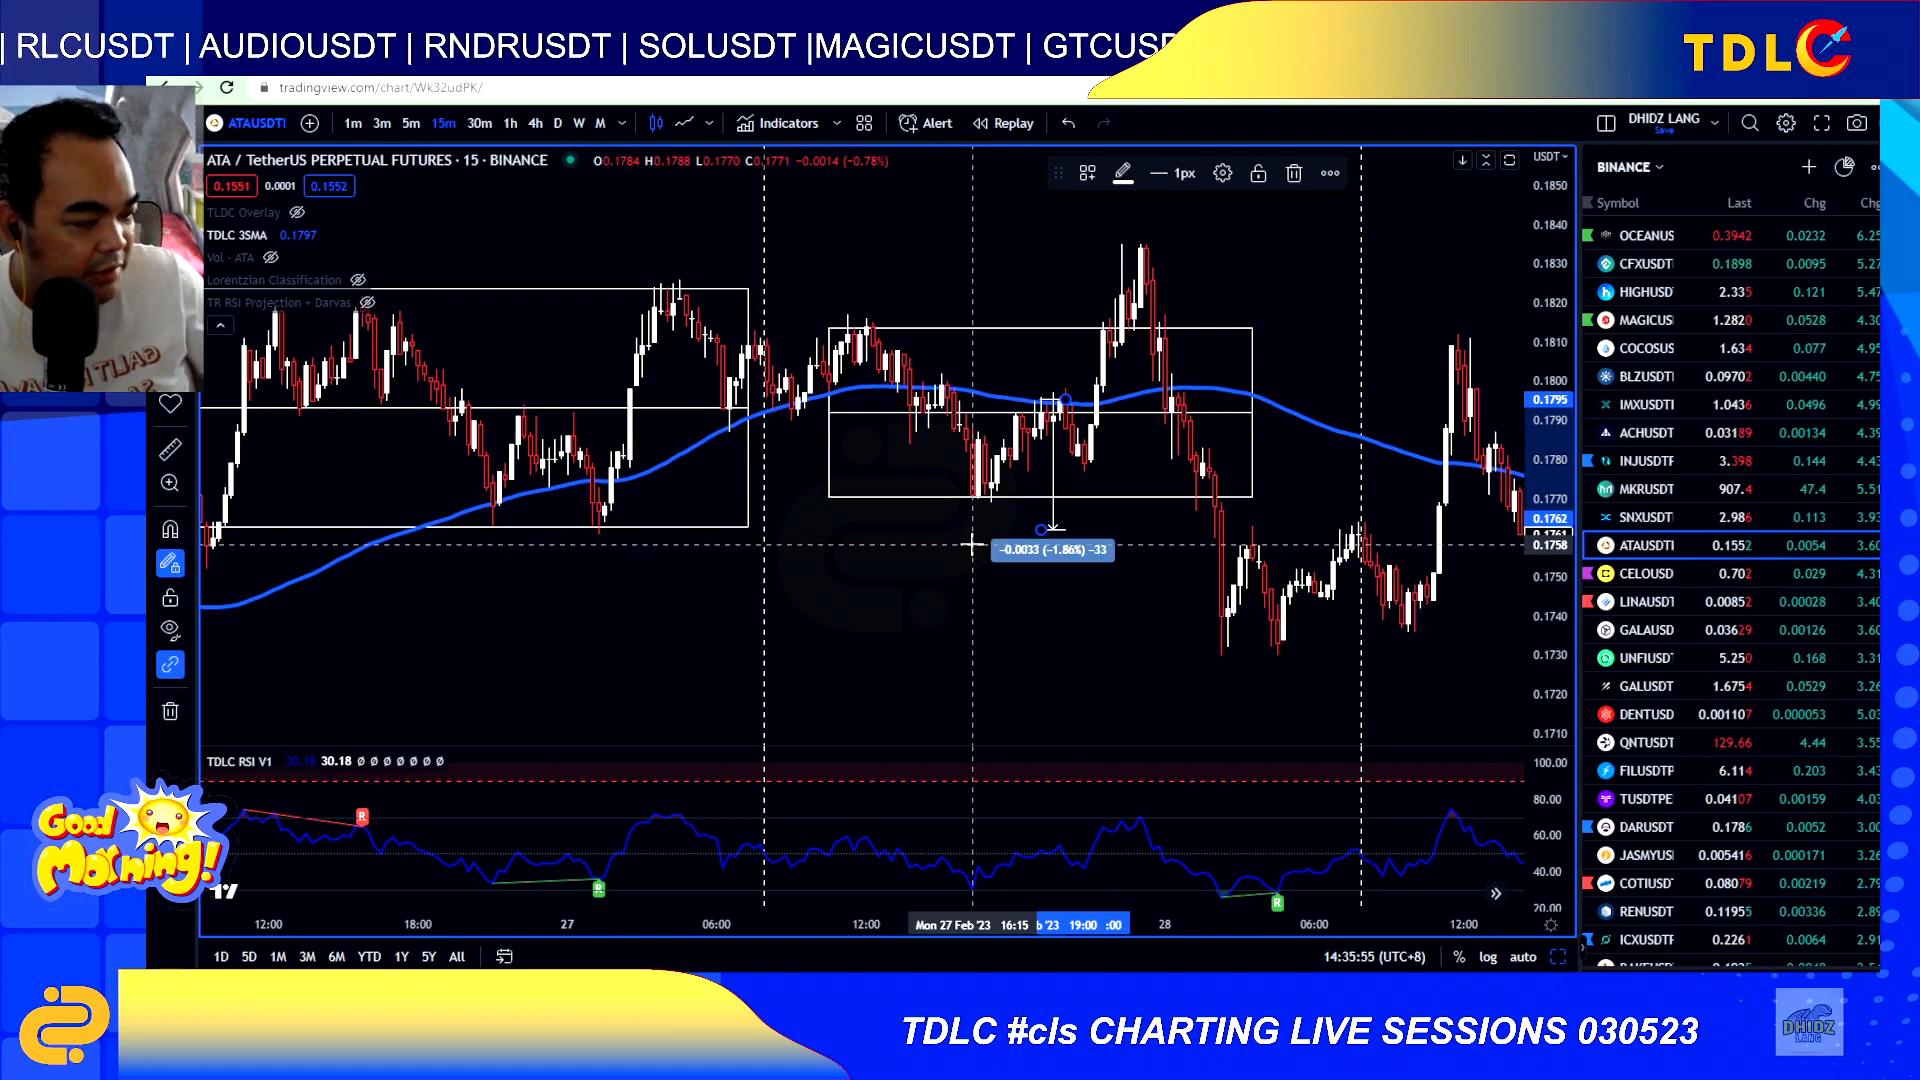 | RLCUSDT | AUDIOUSDT | RNDRUSDT | SOLUSDT |MAGICUSDT | GTCUS
TDLC
tradingview.com/chart/Wk32udPK/
ATAUSDTI 1m 3m 5m 15m 30m 1h 4h D W M Indicators Alert Replay DHIDZ LANG
Save
ATA / TetherUS PERPETUAL FUTURES · 15 · BINANCE O0.1784 H0.1788 L0.1770 C0.1771 −0.0014 (−0.78%)
0.1551 0.0001 0.1552
TLDC Overlay
TDLC 3SMA 0.1797
Vol · ATA
Lorentzian Classification
TR RSI Projection + Darvas
1px
USDT
0.1850
0.1840
0.1830
0.1820
0.1810
0.1800
0.1795
0.1790
0.1780
0.1770
0.1762
0.1758
0.1750
0.1740
0.1730
0.1720
0.1710
−0.0033 (−1.86%) −33
TDLC RSI V1 30.18 30.18 Ø Ø Ø Ø Ø Ø Ø
100.00
80.00
60.00
40.00
20.00
R
R
R
12:00 18:00 27 06:00 12:00 Mon 27 Feb '23 16:15 '23 19:00 :00 28 06:00 12:00
1D 5D 1M 3M 6M YTD 1Y 5Y All 14:35:55 (UTC+8) % log auto
BINANCE
Symbol Last Chg Chg
OCEANUS 0.3942 0.0232 6.25
CFXUSDT 0.1898 0.0095 5.27
HIGHUSD 2.335 0.121 5.47
MAGICUS 1.2820 0.0528 4.30
COCOSUS 1.634 0.077 4.95
BLZUSDT 0.09702 0.00440 4.75
IMXUSDTI 1.0436 0.0496 4.99
ACHUSDT 0.03189 0.00134 4.39
INJUSDTF 3.398 0.144 4.43
MKRUSDT 907.4 47.4 5.51
SNXUSDT 2.986 0.113 3.93
ATAUSDTI 0.1552 0.0054 3.60
CELOUSD 0.702 0.029 4.31
LINAUSDT 0.00852 0.00028 3.40
GALAUSD 0.03629 0.00126 3.60
UNFIUSD 5.250 0.168 3.31
GALUSDT 1.6754 0.0529 3.26
DENTUSD 0.001107 0.000053 5.03
QNTUSDT 129.66 4.44 3.55
FILUSDTP 6.114 0.203 3.43
TUSDTPE 0.04107 0.00159 4.03
DARUSDT 0.1786 0.0052 3.00
JASMYUS 0.005416 0.000171 3.26
COTIUSD 0.08079 0.00219 2.79
RENUSDT 0.11955 0.00336 2.89
ICXUSDTF 0.2261 0.0064 2.91
Good
Morning!
TDLC #cls CHARTING LIVE SESSIONS 030523
DHIDZ
LANG